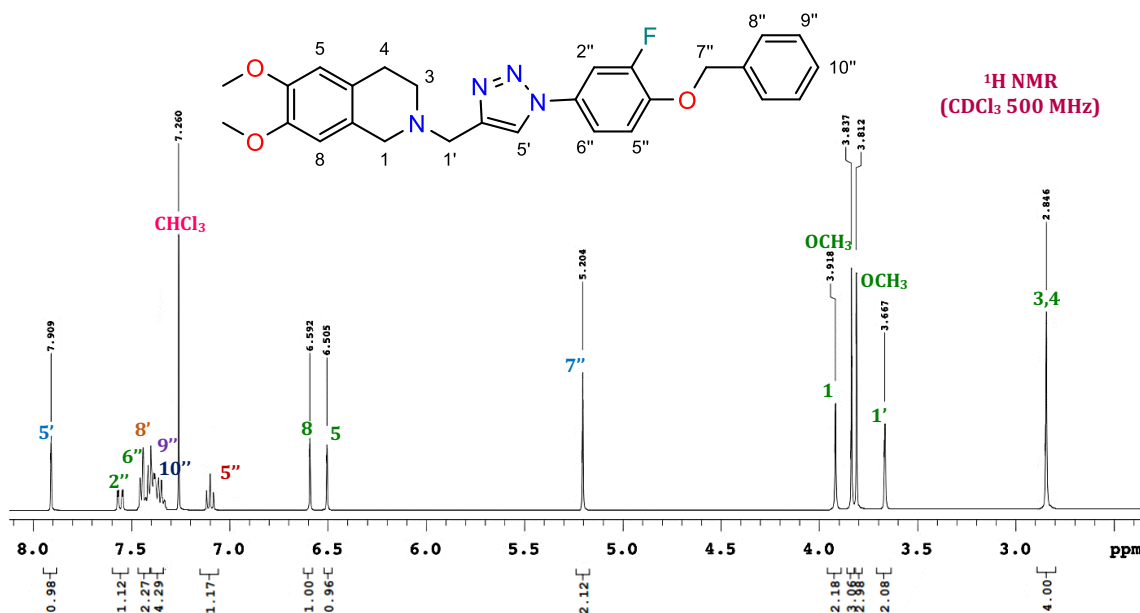 8'' 9''
F
5 4 2'' 7'' 10''
O 3 N N
N N O
O N
8 1 1' 5' 6'' 5''
¹H NMR
(CDCl₃ 500 MHz)
7.260
3.837
3.812
2.846
CHCl₃
OCH₃
3.918
OCH₃
5.204
3.667
7.909
6.592
6.505
3,4
7’’
1
1’
5’
8’
9’’
6’’
10’’
2’’
5’’
8
5
8.0 7.5 7.0 6.5 6.0 5.5 5.0 4.5 4.0 3.5 3.0 ppm
0.98 1.12 2.27 4.29 1.17 1.00 0.96 2.12 2.18 3.06 2.98 2.08 4.00